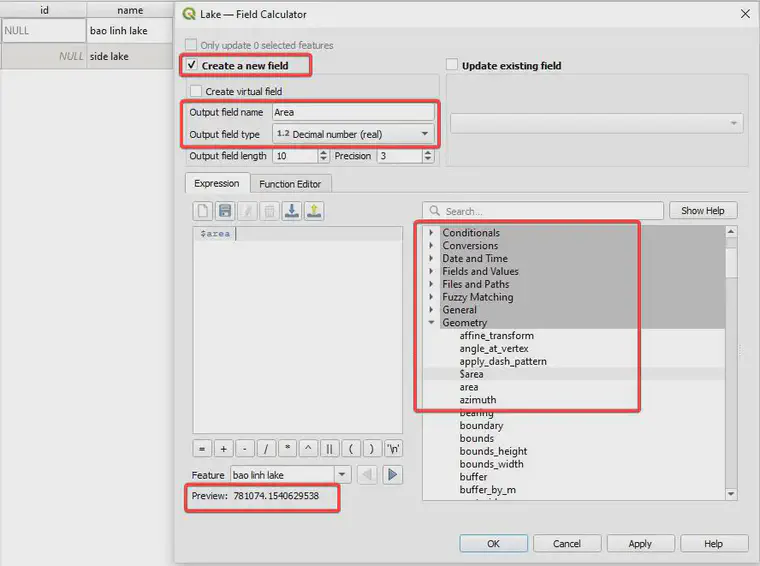 id name
NULL bao linh lake
NULL side lake
Lake — Field Calculator
Only update 0 selected features
Create a new field
Update existing field
Create virtual field
Output field name Area
Output field type 1.2 Decimal number (real)
Output field length 10 Precision 3
Expression Function Editor
Search... Show Help
$area
Conditionals
Conversions
Date and Time
Fields and Values
Files and Paths
Fuzzy Matching
General
Geometry
affine_transform
angle_at_vertex
apply_dash_pattern
$area
area
azimuth
bearing
boundary
bounds
bounds_height
bounds_width
buffer
buffer_by_m
= + - / * ^ || ( ) '\n'
Feature bao linh lake
Preview: 781074.1540629538
OK Cancel Apply Help